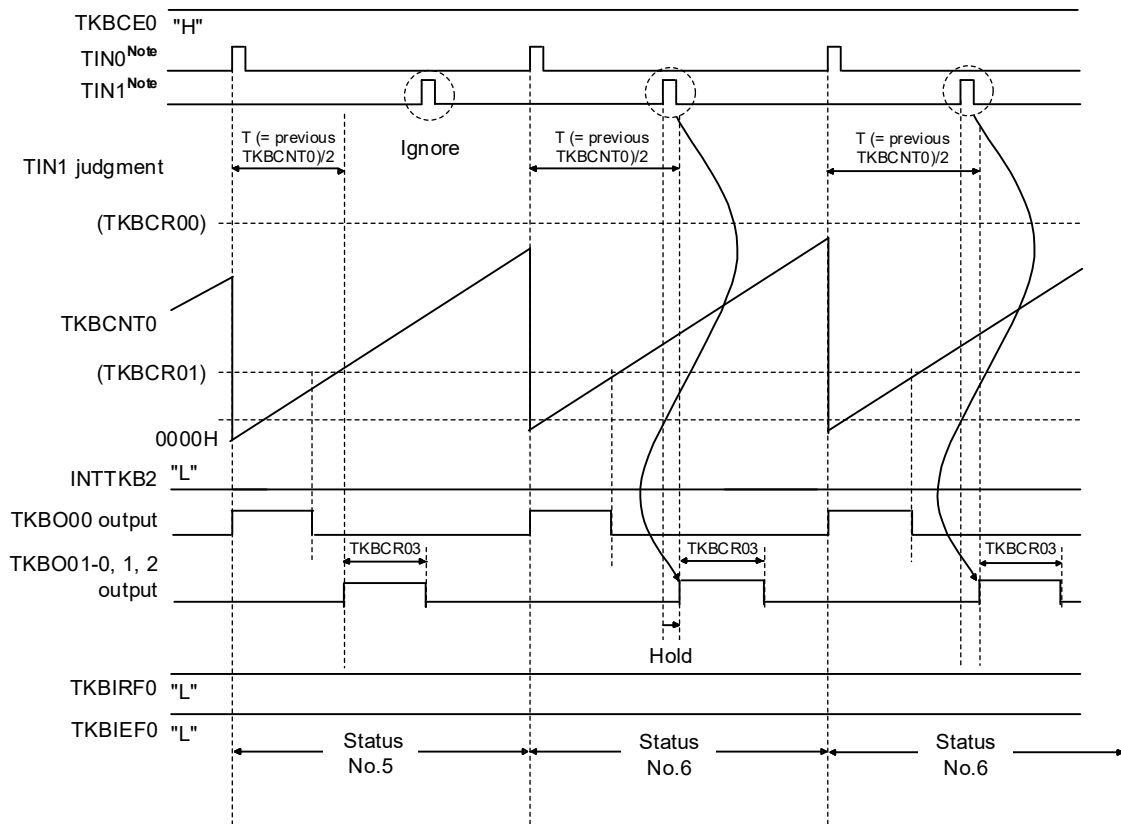 TKBCE0 "H"
TIN0Note
TIN1Note
T (= previous TKBCNT0)/2
Ignore
T (= previous TKBCNT0)/2
T (= previous TKBCNT0)/2
TIN1 judgment
(TKBCR00)
TKBCNT0
(TKBCR01)
0000H
INTTKB2 "L"
TKBO00 output
TKBO01-0, 1, 2
output
TKBCR03
TKBCR03
TKBCR03
Hold
TKBIRF0 "L"
TKBIEF0 "L"
Status No.5
Status No.6
Status No.6